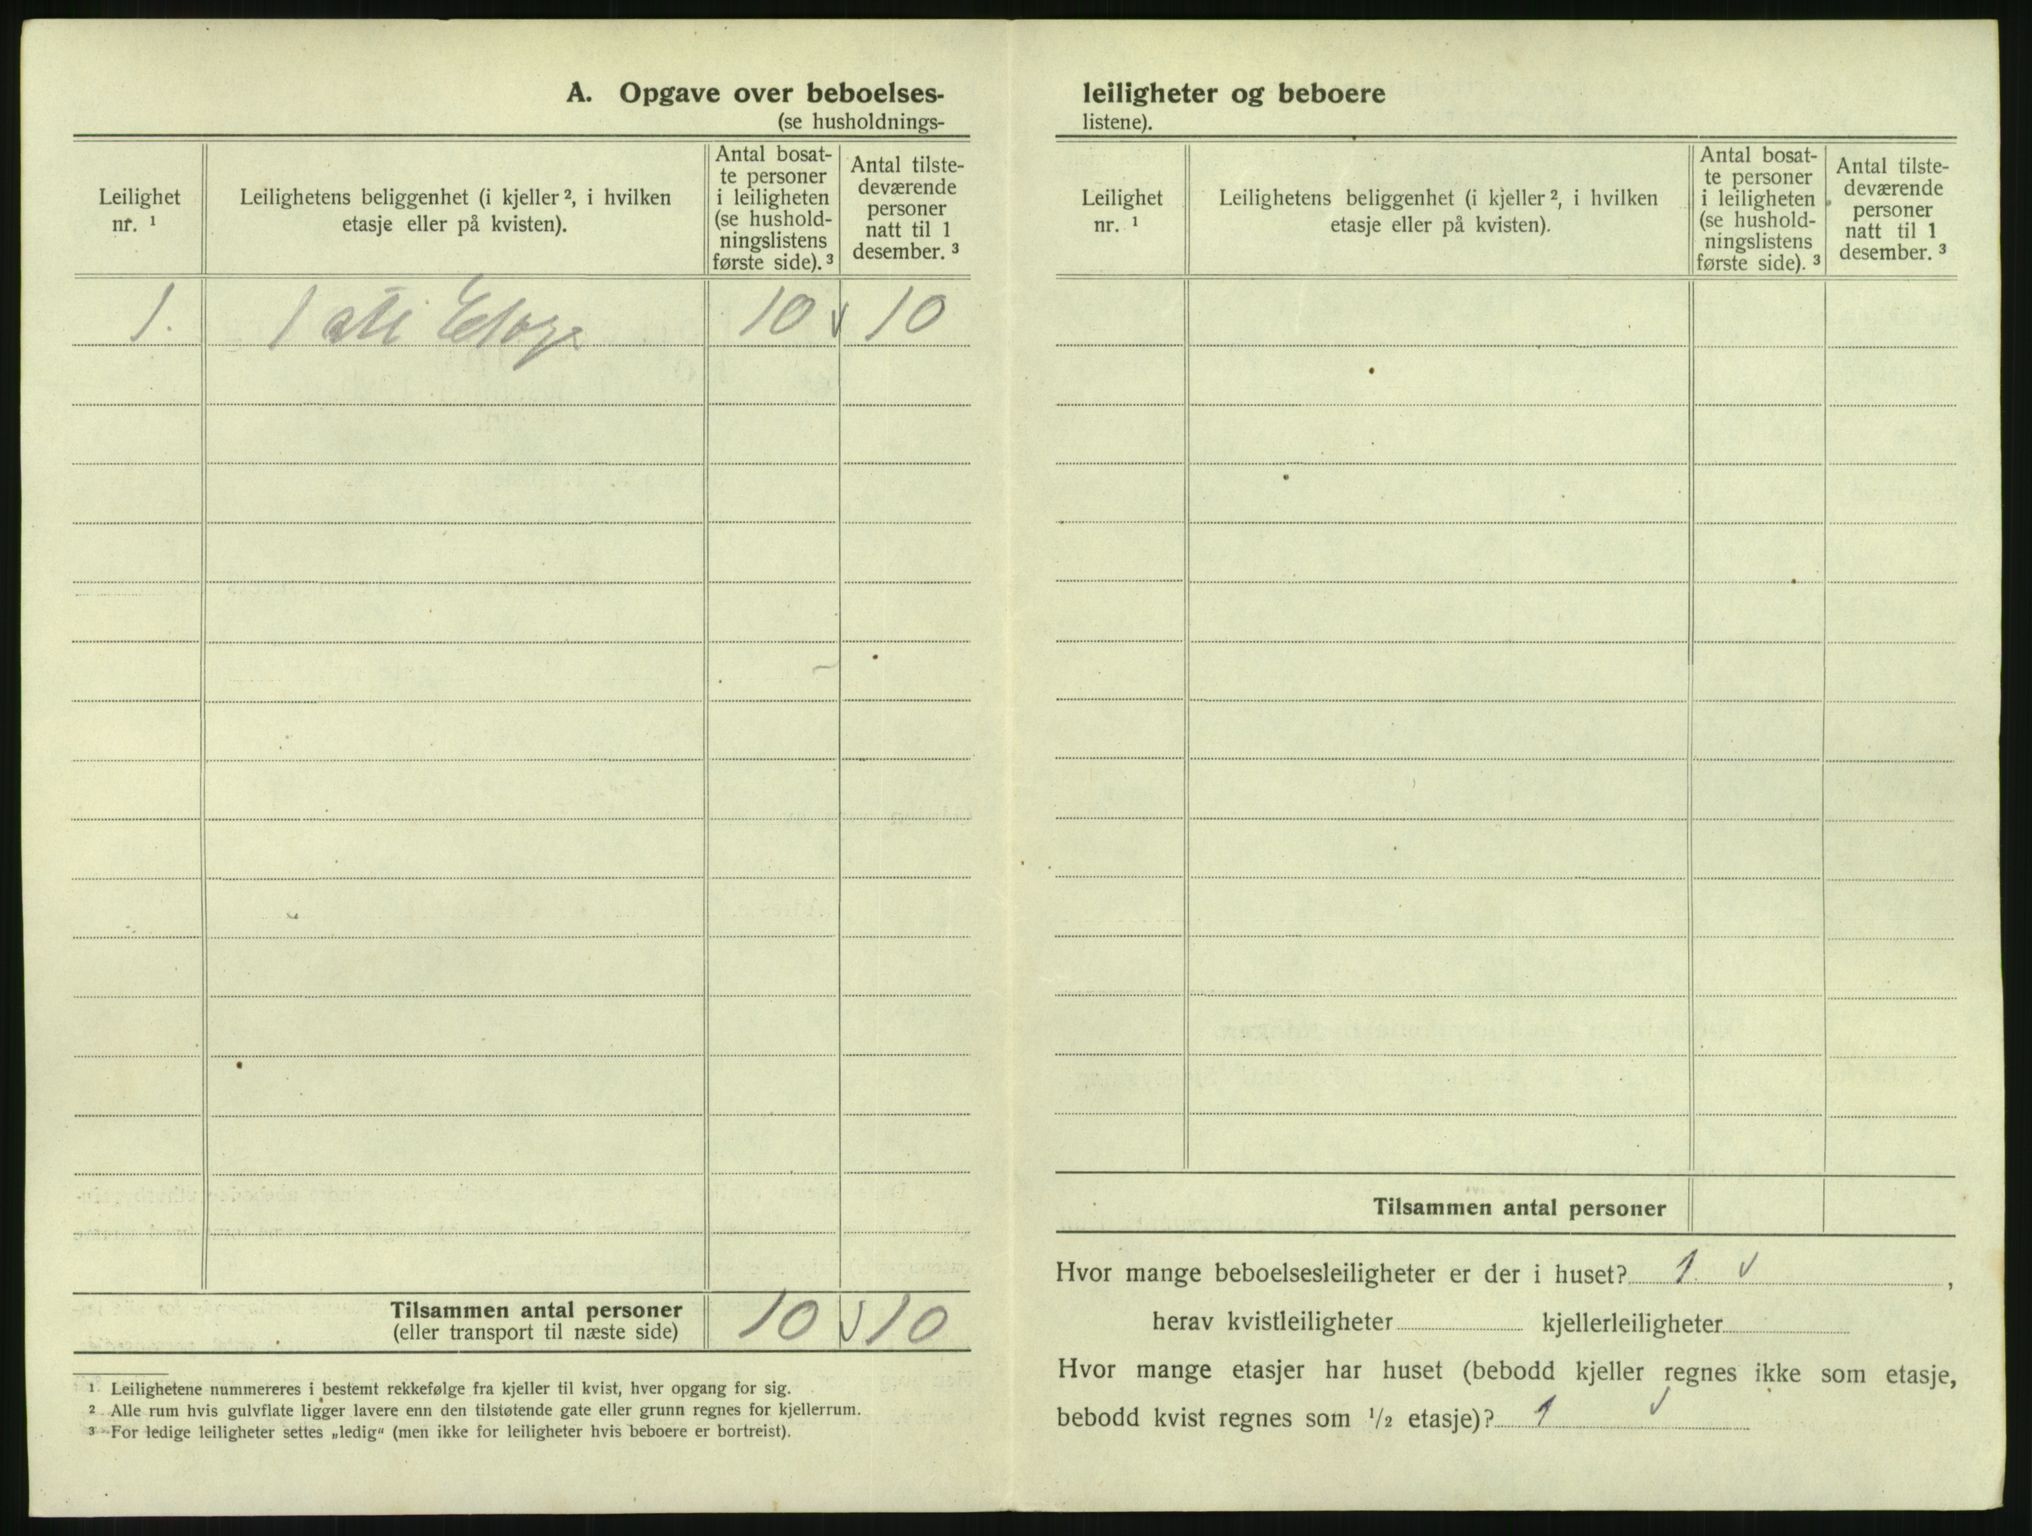 A. Opgave over beboelses-
(se husholdnings-
Leilighet
nr. ¹
Leilighetens beliggenhet (i kjeller ², i hvilken
etasje eller på kvisten).
Antal bosat-
te personer
i leiligheten
(se hushold-
ningslistens
første side). ³
Antal tilste-
deværende
personer
natt til 1
desember. ³
1. 1 ste Etage 10 10
Tilsammen antal personer 10 10
(eller transport til næste side)
¹ Leilighetene nummereres i bestemt rekkefølge fra kjeller til kvist, hver opgang for sig.
² Alle rum hvis gulvflate ligger lavere enn den tilstøtende gate eller grunn regnes for kjellerrum.
³ For ledige leiligheter settes „ledig“ (men ikke for leiligheter hvis beboere er bortreist).
leiligheter og beboere
listene).
Leilighet
nr. ¹
Leilighetens beliggenhet (i kjeller ², i hvilken
etasje eller på kvisten).
Antal bosat-
te personer
i leiligheten
(se hushold-
ningslistens
første side). ³
Antal tilste-
deværende
personer
natt til 1
desember. ³
Tilsammen antal personer
Hvor mange beboelsesleiligheter er der i huset? 1 ,
herav kvistleiligheter kjellerleiligheter
Hvor mange etasjer har huset (bebodd kjeller regnes ikke som etasje,
bebodd kvist regnes som ½ etasje)? 1